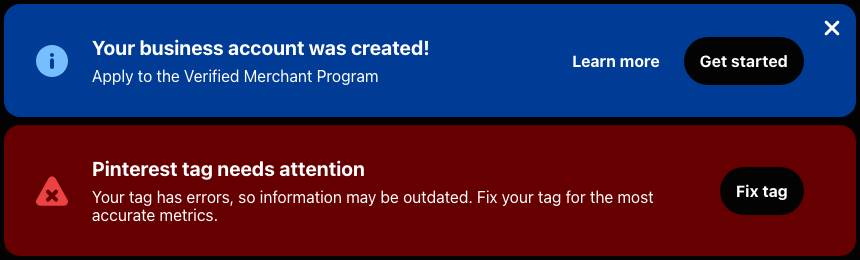 Your business account was created!
Apply to the Verified Merchant Program
Learn more
Get started
Pinterest tag needs attention
Your tag has errors, so information may be outdated. Fix your tag for the most
accurate metrics.
Fix tag